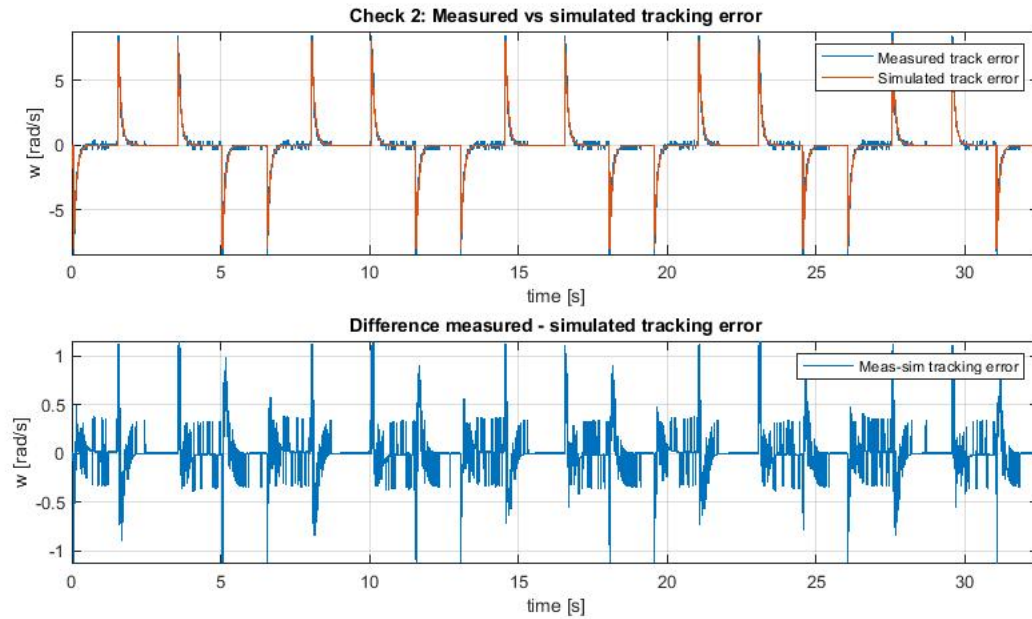 Check 2: Measured vs simulated tracking error
w [rad/s]
5
0
-5
Measured track error
Simulated track error
0 5 10 15 20 25 30
time [s]
Difference measured - simulated tracking error
w [rad/s]
1
0.5
0
-0.5
-1
Meas-sim tracking error
0 5 10 15 20 25 30
time [s]